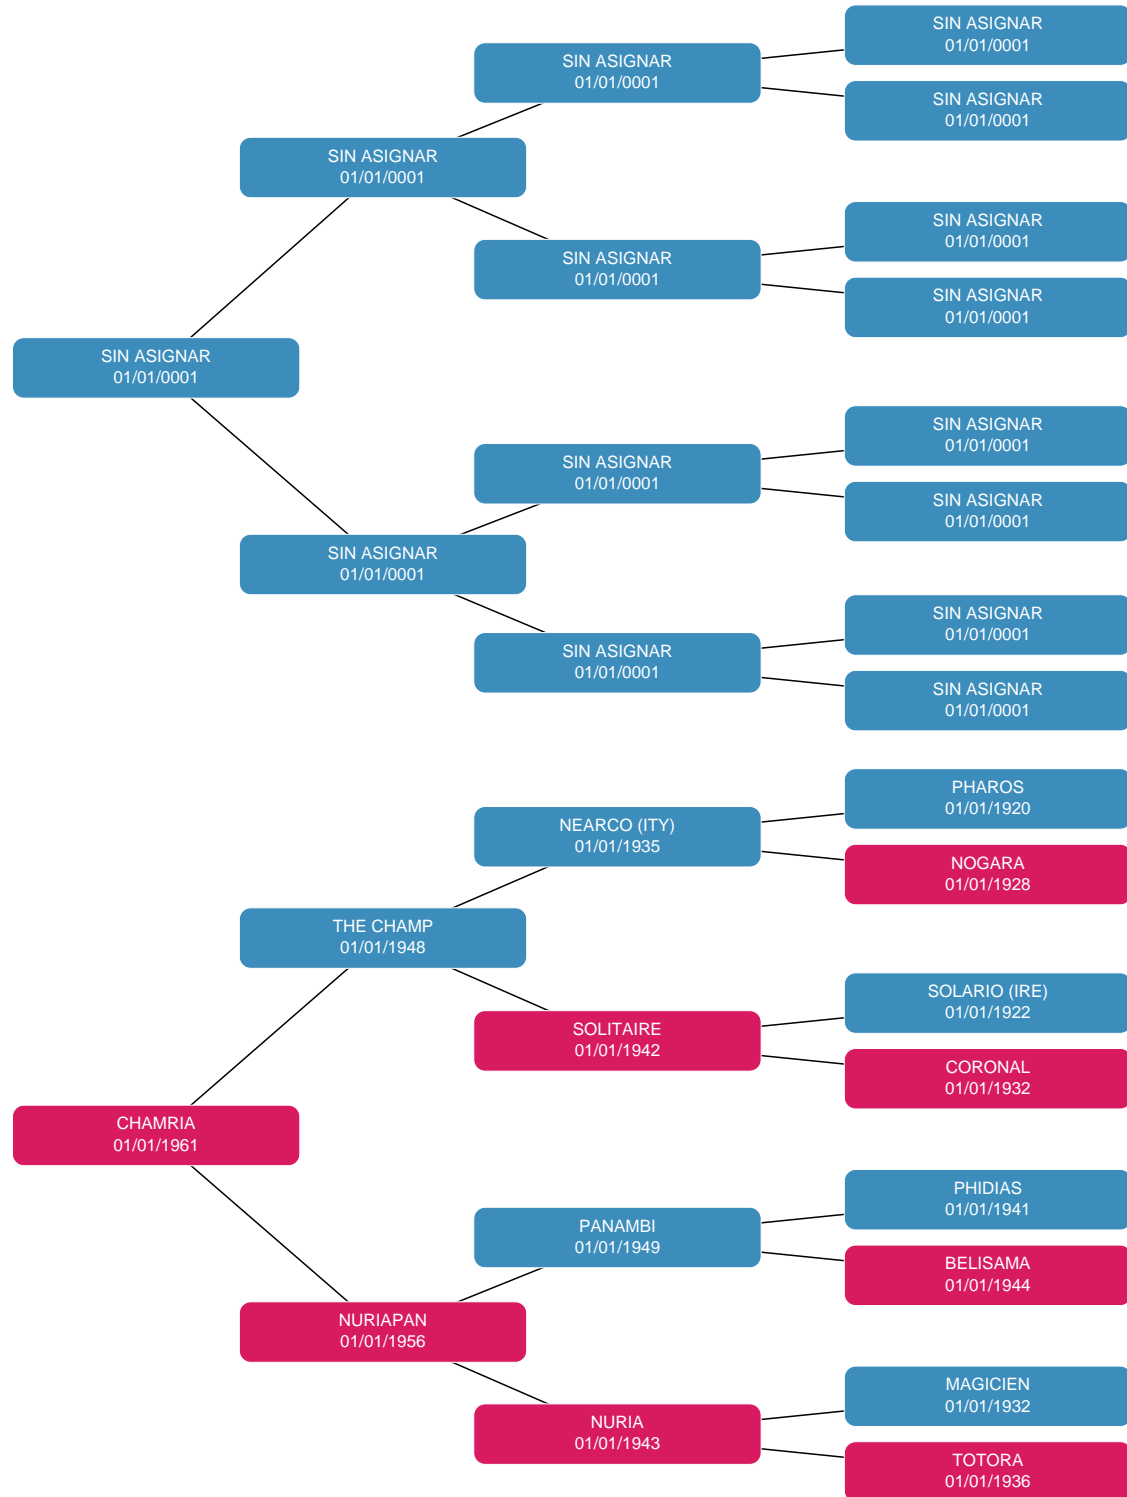 SIN ASIGNAR
01/01/0001
SIN ASIGNAR
01/01/0001
SIN ASIGNAR
01/01/0001
SIN ASIGNAR
01/01/0001
SIN ASIGNAR
01/01/0001
SIN ASIGNAR
01/01/0001
SIN ASIGNAR
01/01/0001
SIN ASIGNAR
01/01/0001
SIN ASIGNAR
01/01/0001
SIN ASIGNAR
01/01/0001
SIN ASIGNAR
01/01/0001
SIN ASIGNAR
01/01/0001
SIN ASIGNAR
01/01/0001
SIN ASIGNAR
01/01/0001
SIN ASIGNAR
01/01/0001
PHAROS
01/01/1920
NEARCO (ITY)
01/01/1935
NOGARA
01/01/1928
THE CHAMP
01/01/1948
SOLARIO (IRE)
01/01/1922
SOLITAIRE
01/01/1942
CORONAL
01/01/1932
CHAMRIA
01/01/1961
PHIDIAS
01/01/1941
PANAMBI
01/01/1949
BELISAMA
01/01/1944
NURIAPAN
01/01/1956
MAGICIEN
01/01/1932
NURIA
01/01/1943
TOTORA
01/01/1936